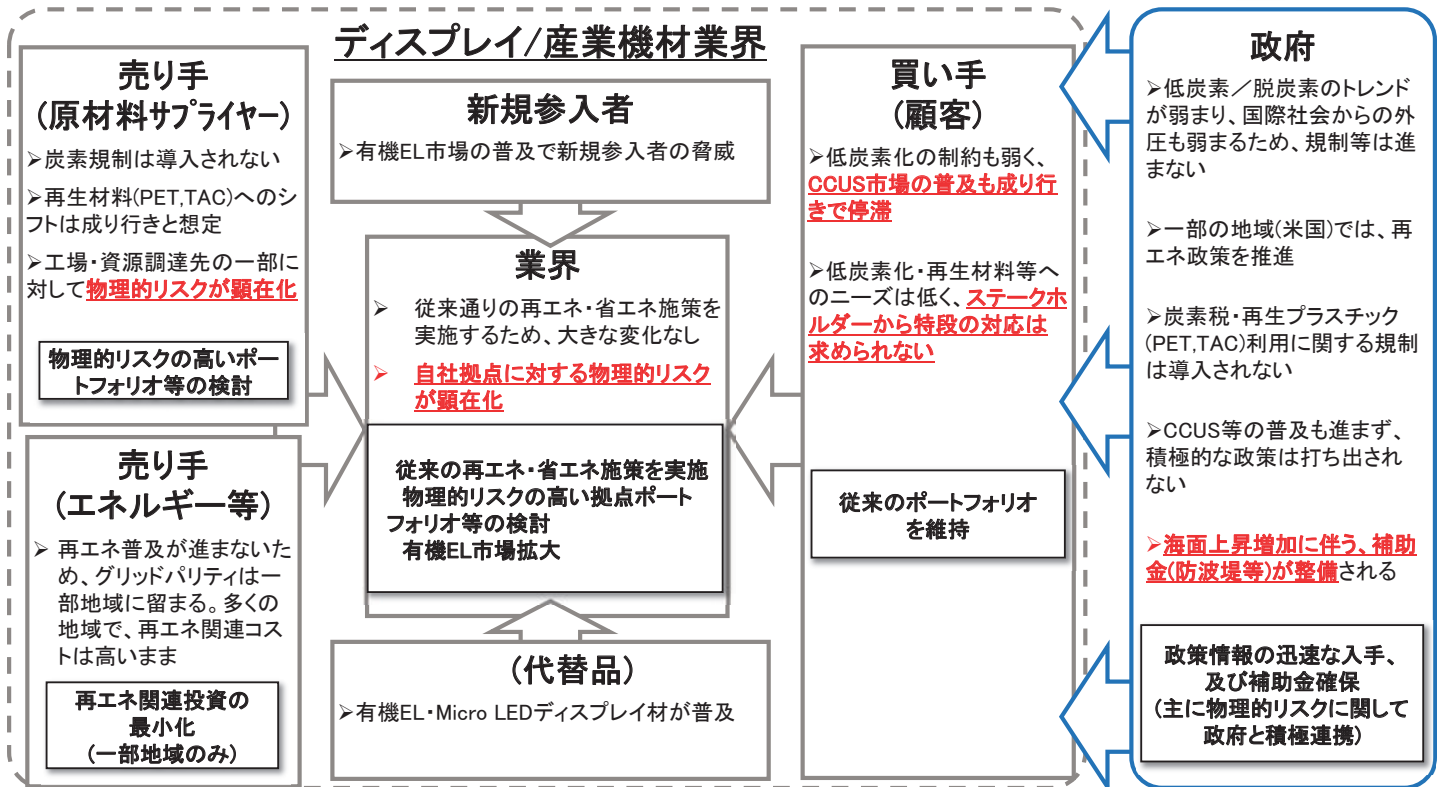 ディスプレイ/産業機材業界
売り手
(原材料サプライヤー)
➢炭素規制は導入されない
➢再生材料(PET,TAC)へのシ
フトは成り行きと想定
➢工場・資源調達先の一部に
対して物理的リスクが顕在化
物理的リスクの高いポー
トフォリオ等の検討
売り手
(エネルギー等)
➢ 再エネ普及が進まないた
め、グリッドパリティは一
部地域に留まる。多くの
地域で、再エネ関連コス
トは高いまま
再エネ関連投資の
最小化
(一部地域のみ)
新規参入者
➢有機EL市場の普及で新規参入者の脅威
業界
➢ 従来通りの再エネ・省エネ施策を
実施するため、大きな変化なし
➢ 自社拠点に対する物理的リスク
が顕在化
従来の再エネ・省エネ施策を実施
物理的リスクの高い拠点ポート
フォリオ等の検討
有機EL市場拡大
(代替品)
➢有機EL・Micro LEDディスプレイ材が普及
買い手
(顧客)
➢低炭素化の制約も弱く、
CCUS市場の普及も成り行
きで停滞
➢低炭素化・再生材料等へ
のニーズは低く、ステークホ
ルダーから特段の対応は
求められない
従来のポートフォリオ
を維持
政府
➢低炭素／脱炭素のトレンド
が弱まり、国際社会からの外
圧も弱まるため、規制等は進
まない
➢一部の地域(米国)では、再
エネ政策を推進
➢炭素税・再生プラスチック
(PET,TAC)利用に関する規制
は導入されない
➢CCUS等の普及も進まず、
積極的な政策は打ち出され
ない
➢海面上昇増加に伴う、補助
金(防波堤等)が整備される
政策情報の迅速な入手、
及び補助金確保
(主に物理的リスクに関して
政府と積極連携)